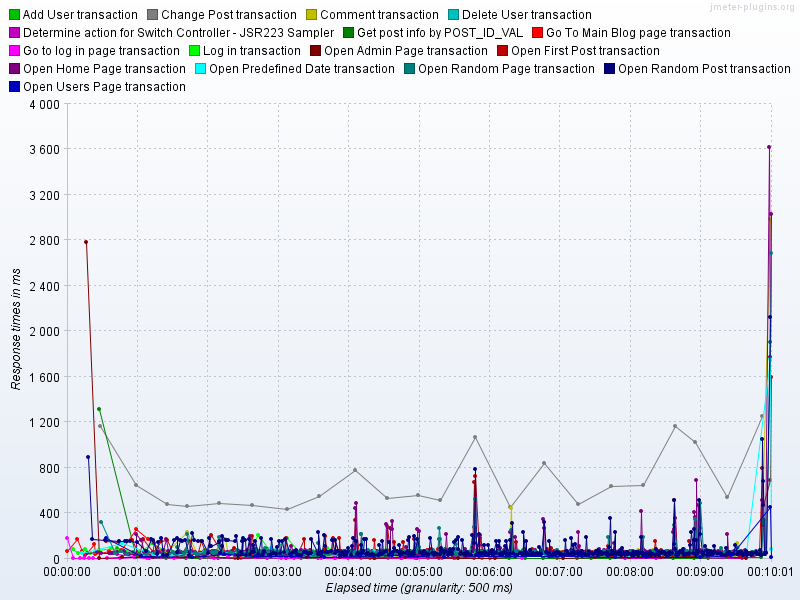 jmeter-plugins.org
Add User transaction Change Post transaction Comment transaction Delete User transaction
Determine action for Switch Controller - JSR223 Sampler Get post info by POST_ID_VAL Go To Main Blog page transaction
Go to log in page transaction Log in transaction Open Admin Page transaction Open First Post transaction
Open Home Page transaction Open Predefined Date transaction Open Random Page transaction Open Random Post transaction
Open Users Page transaction
4 000
3 600
3 200
2 800
2 400
2 000
1 600
1 200
800
400
0
Response times in ms
00:00:00 00:01:00 00:02:00 00:03:00 00:04:00 00:05:00 00:06:00 00:07:00 00:08:00 00:09:00 00:10:01
Elapsed time (granularity: 500 ms)